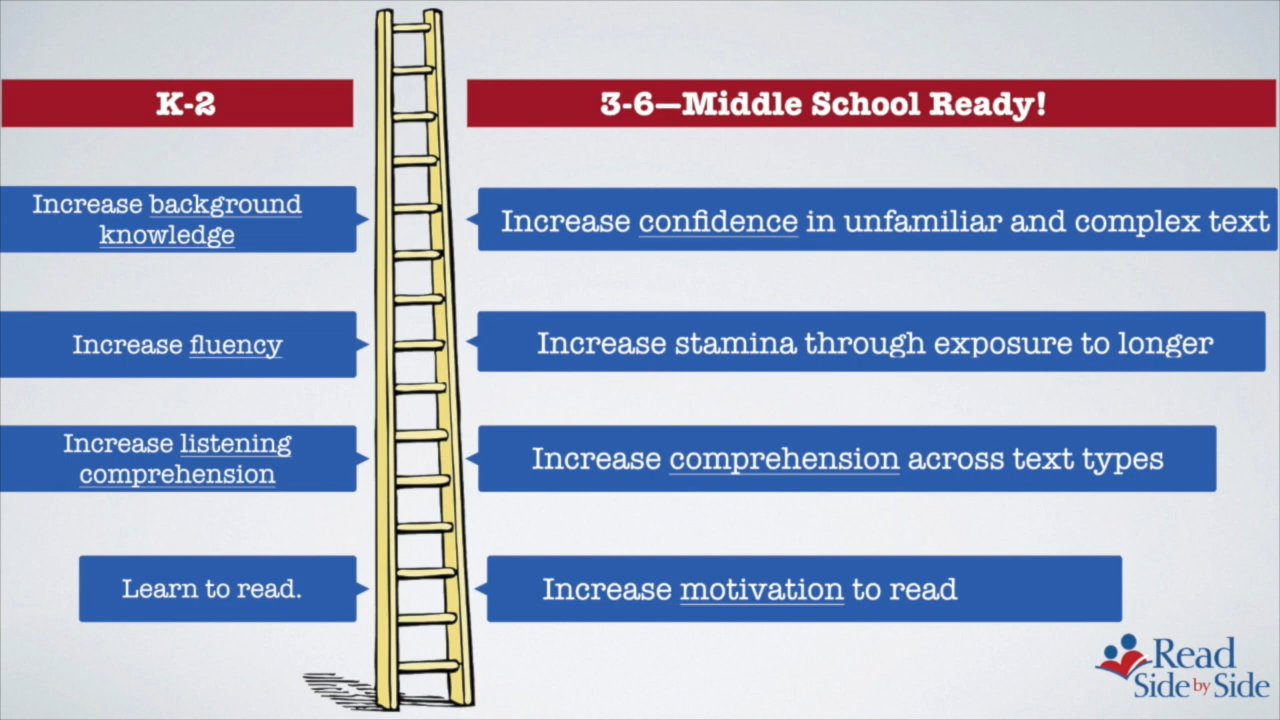 K-2
3-6—Middle School Ready!
Increase background
knowledge
Increase confidence in unfamiliar and complex text
Increase fluency
Increase stamina through exposure to longer
Increase listening
comprehension
Increase comprehension across text types
Learn to read.
Increase motivation to read
Read
Side by Side